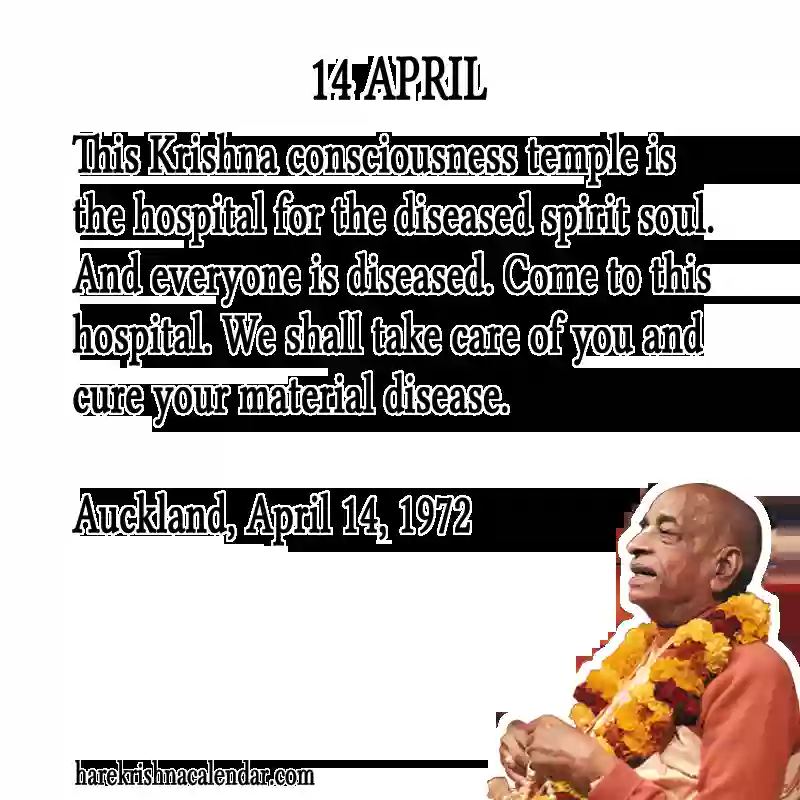 14 APRIL
This Krishna consciousness temple is
the hospital for the diseased spirit soul.
And everyone is diseased. Come to this
hospital. We shall take care of you and
cure your material disease.
Auckland, April 14, 1972
harekrishnacalendar.com